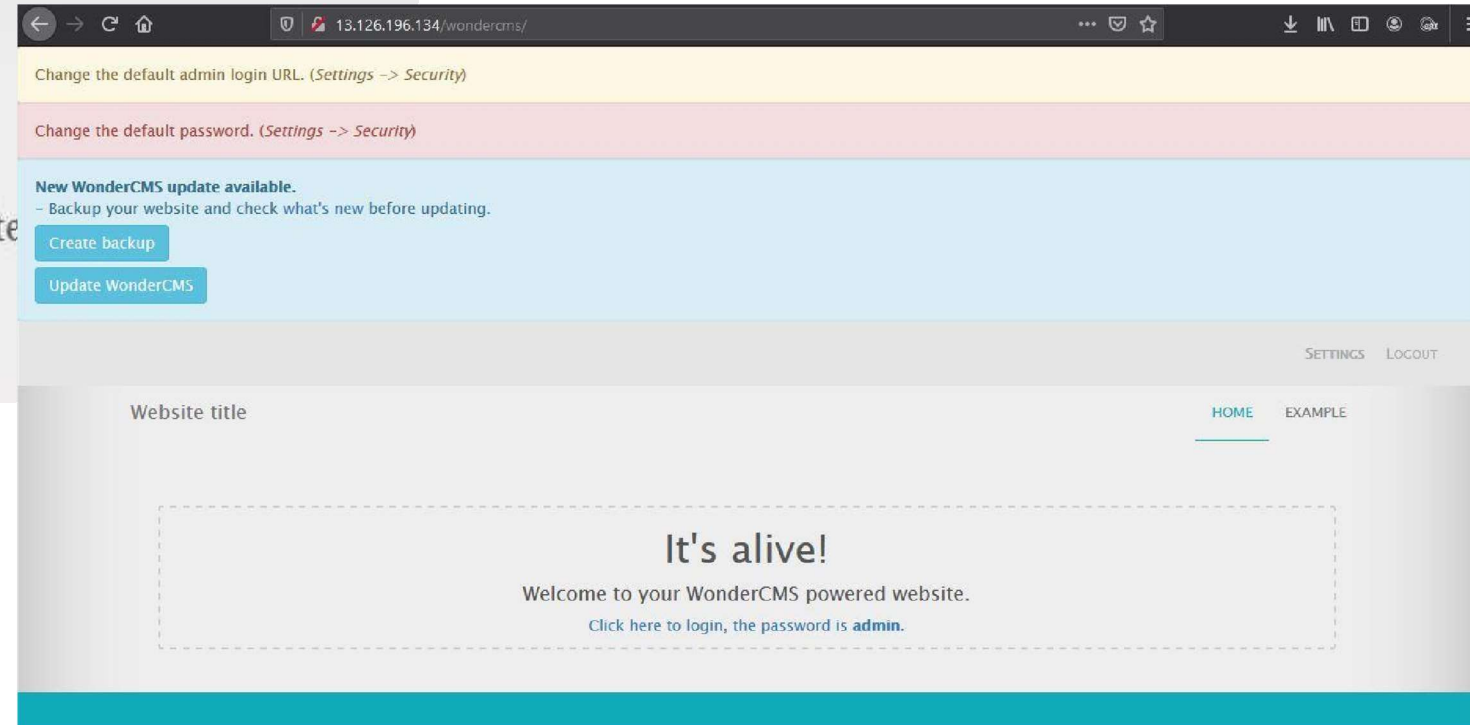 13.126.196.134/wondercms/
Change the default admin login URL. (Settings -> Security)
Change the default password. (Settings -> Security)
New WonderCMS update available.
- Backup your website and check what's new before updating.
Create backup
Update WonderCMS
SETTINGS LOGOUT
Website title
HOME EXAMPLE
It's alive!
Welcome to your WonderCMS powered website.
Click here to login, the password is admin.